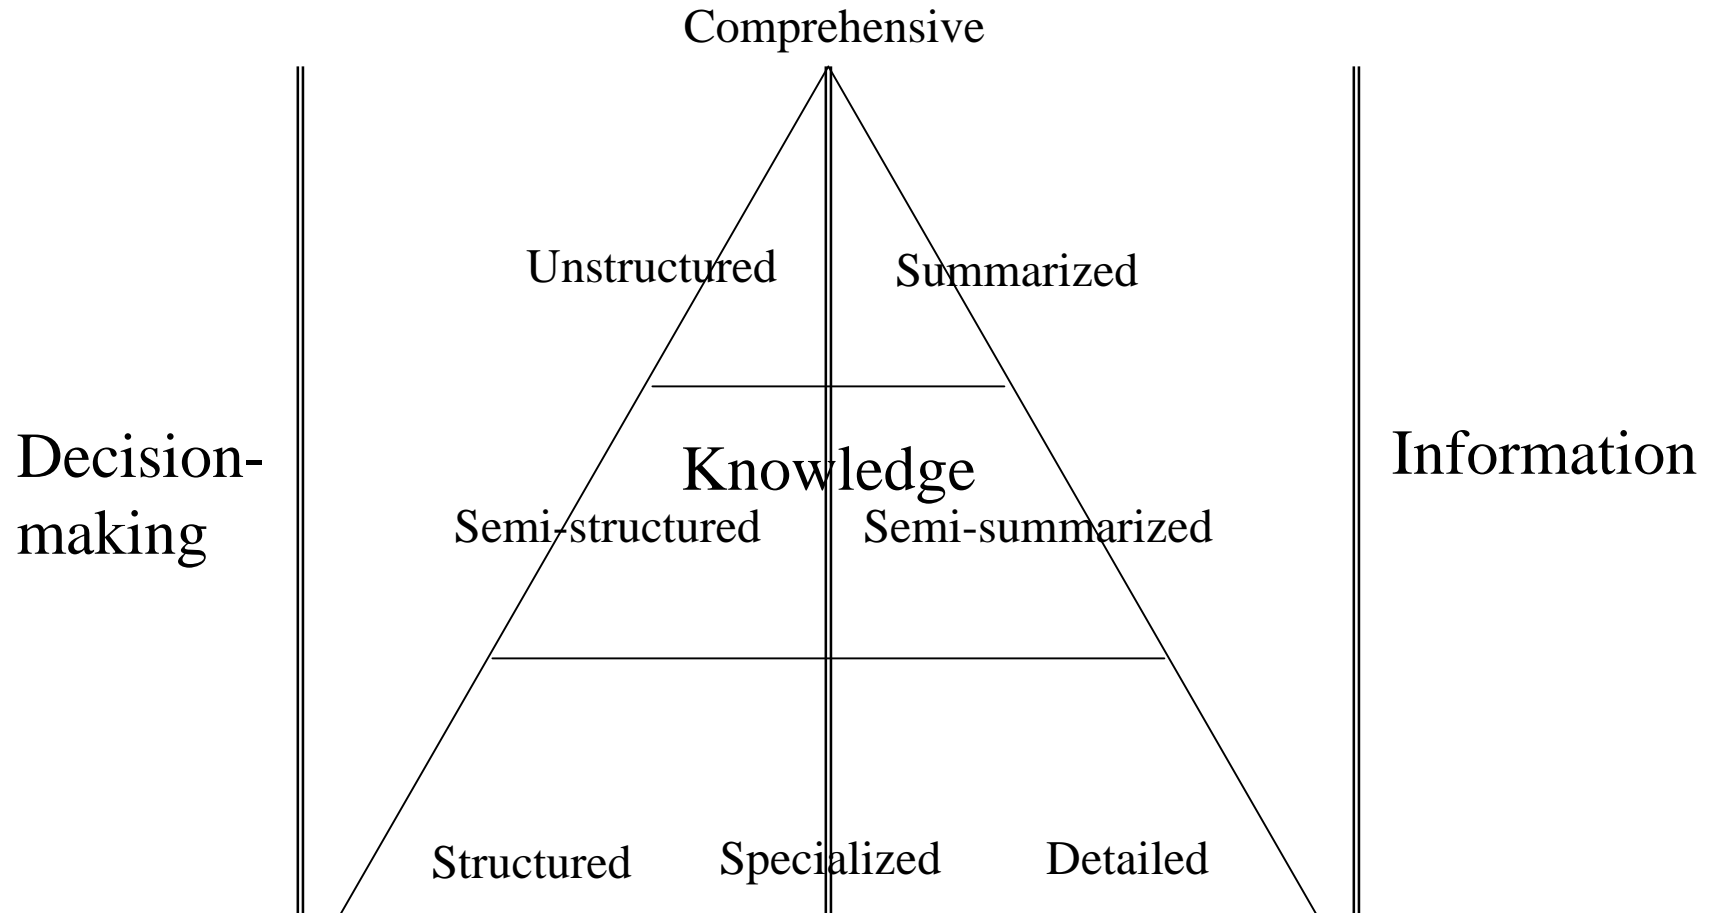 Comprehensive
Unstructured
Summarized
Decision-
making
Knowledge
Information
Semi-structured
Semi-summarized
Structured
Specialized
Detailed